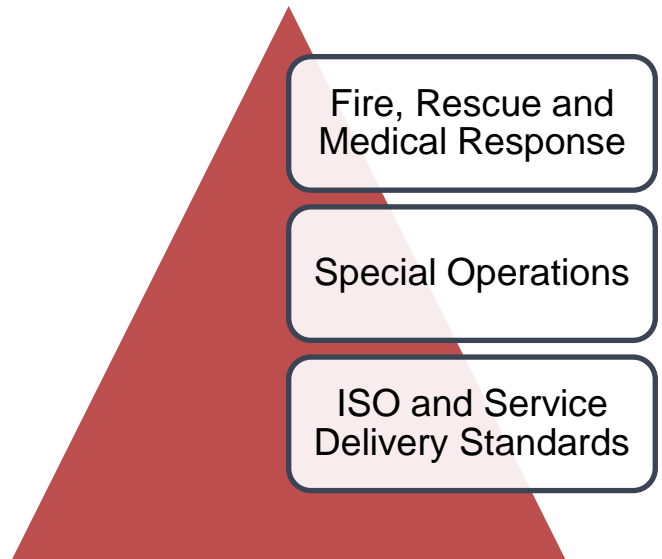 Fire, Rescue and
Medical Response
Special Operations
ISO and Service
Delivery Standards